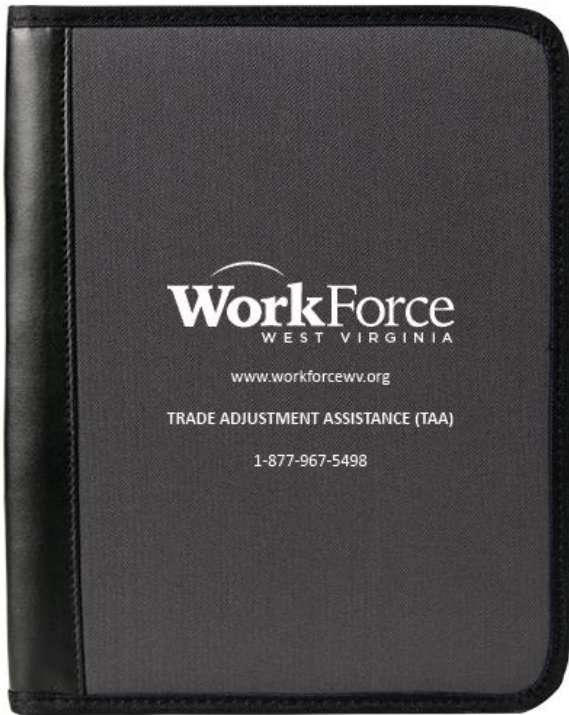 WorkForce
WEST VIRGINIA
www.workforcewv.org
TRADE ADJUSTMENT ASSISTANCE (TAA)
1-877-967-5498